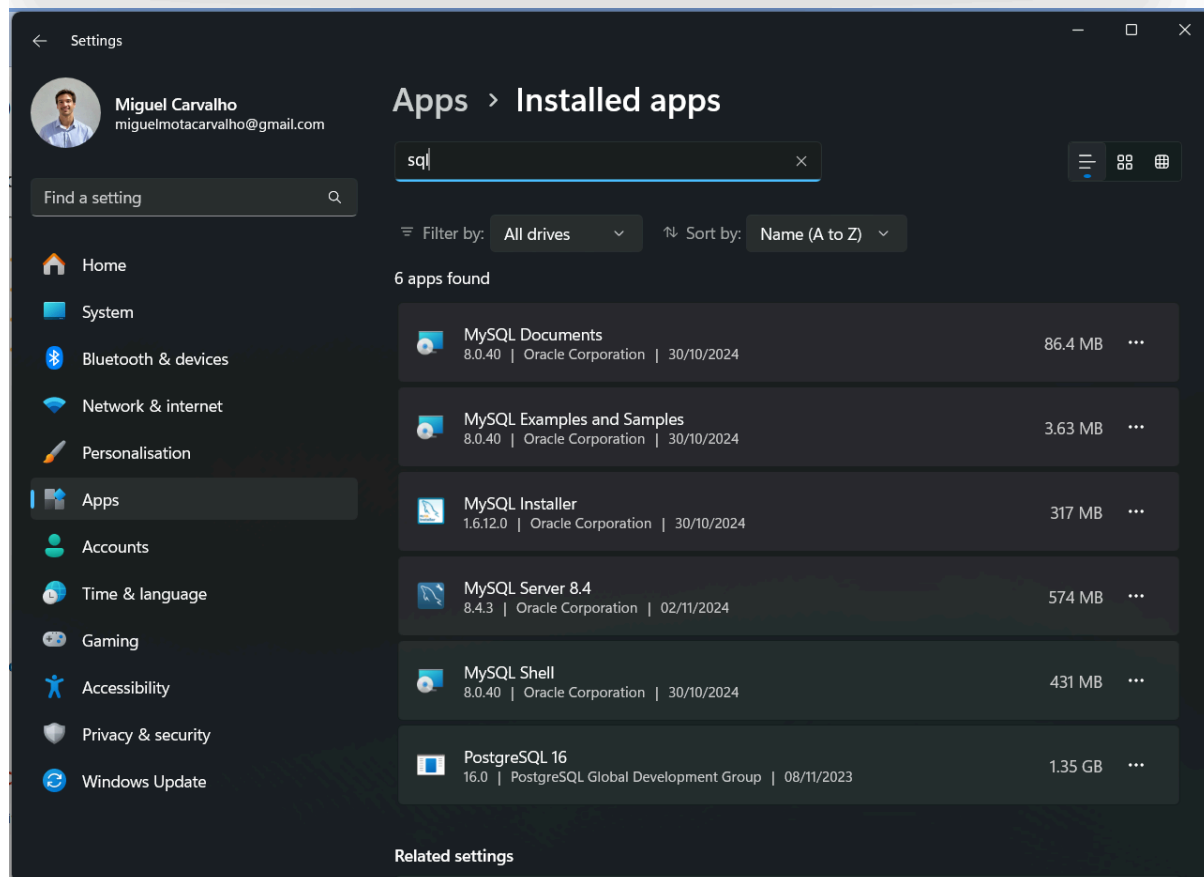 Settings
Miguel Carvalho
miguelmotacarvalho@gmail.com
Find a setting
Home
System
Bluetooth & devices
Network & internet
Personalisation
Apps
Accounts
Time & language
Gaming
Accessibility
Privacy & security
Windows Update
Apps > Installed apps
sql
Filter by: All drives Sort by: Name (A to Z)
6 apps found
MySQL Documents
8.0.40 | Oracle Corporation | 30/10/2024
86.4 MB
MySQL Examples and Samples
8.0.40 | Oracle Corporation | 30/10/2024
3.63 MB
MySQL Installer
1.6.12.0 | Oracle Corporation | 30/10/2024
317 MB
MySQL Server 8.4
8.4.3 | Oracle Corporation | 02/11/2024
574 MB
MySQL Shell
8.0.40 | Oracle Corporation | 30/10/2024
431 MB
PostgreSQL 16
16.0 | PostgreSQL Global Development Group | 08/11/2023
1.35 GB
Related settings